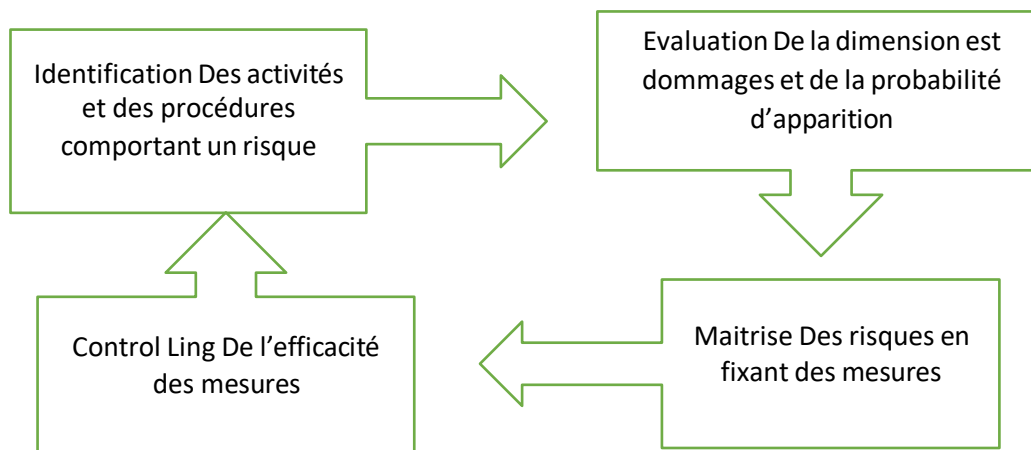 Identification Des activités
et des procédures
comportant un risque
Evaluation De la dimension est
dommages et de la probabilité
d’apparition
Maitrise Des risques en
fixant des mesures
Control Ling De l’efficacité
des mesures